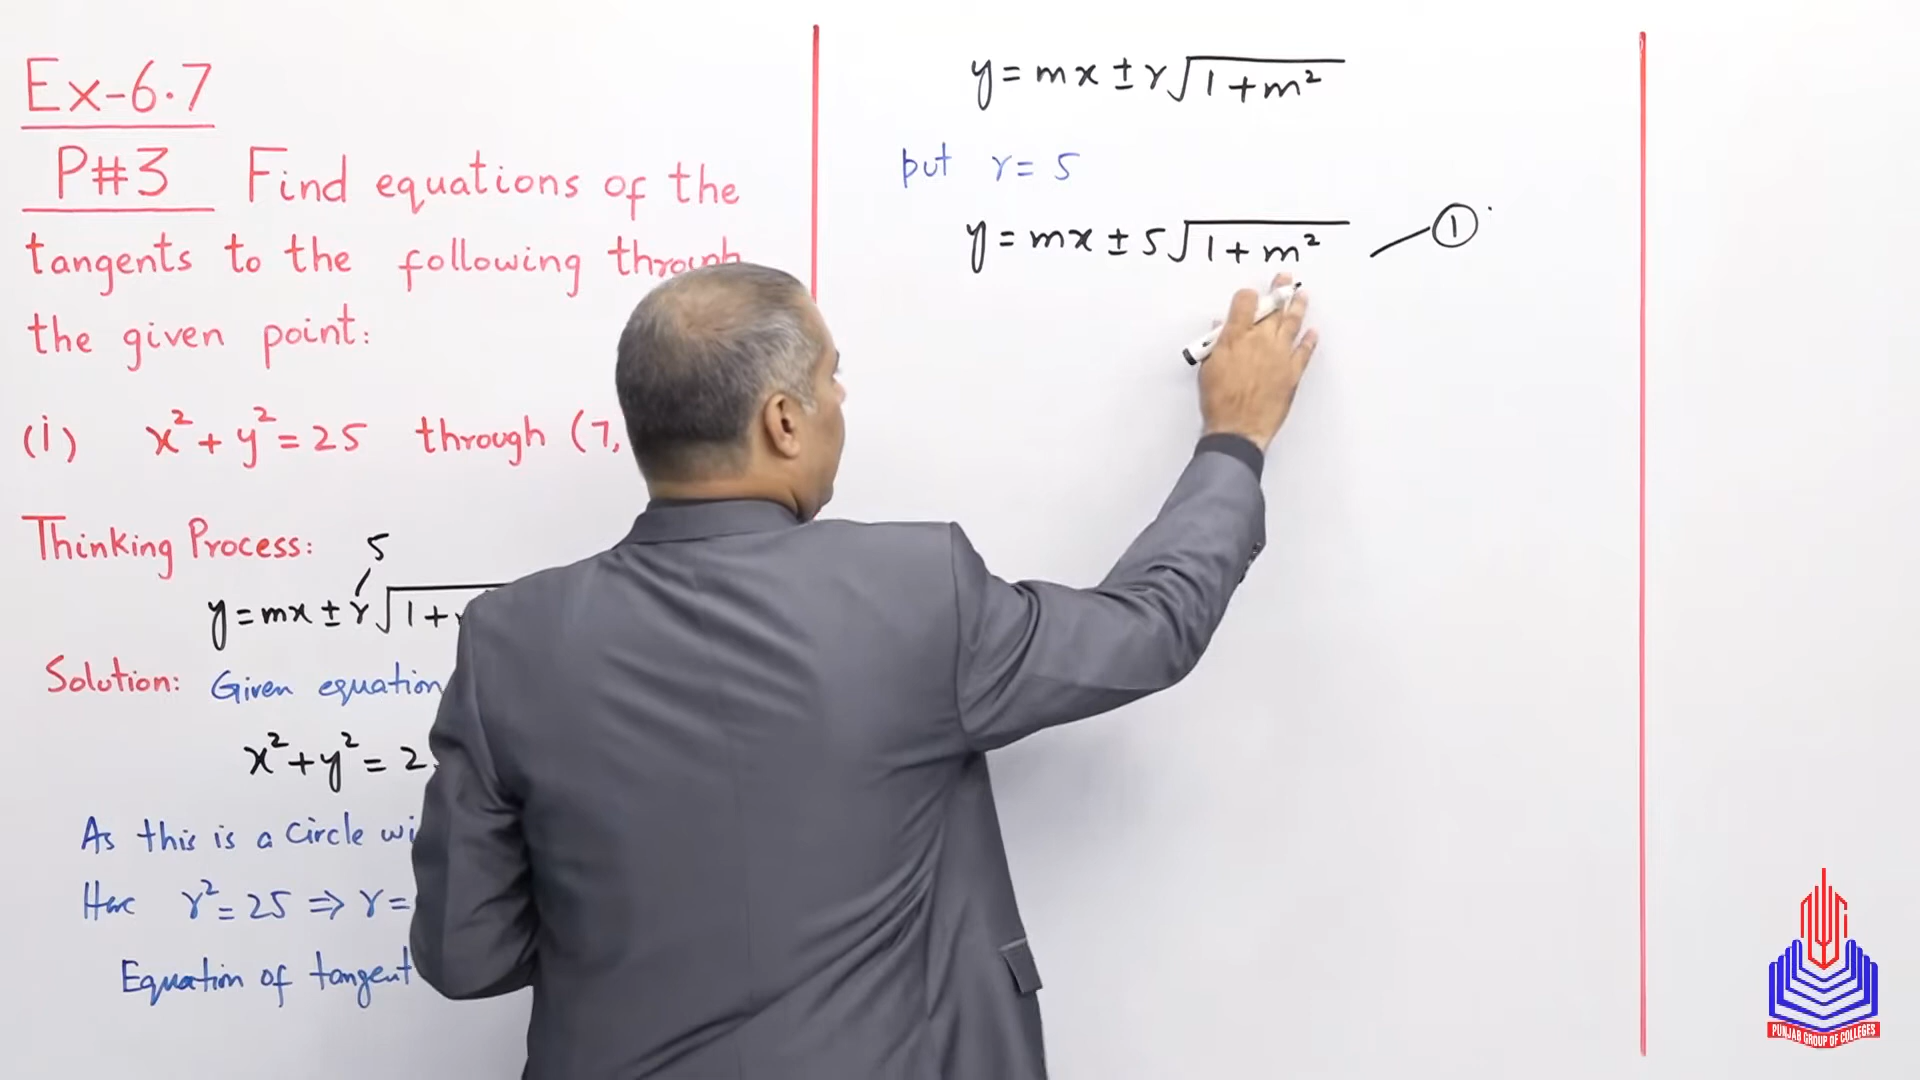 Ex-6.7
P#3 Find equations of the
tangents to the following through
the given point:
(i) x² + y² = 25 through (7,
Thinking Process:
5
y = mx ± r√1+
Solution: Given equation
x² + y² = 2
As this is a Circle
Here r² = 25 ⇒ r =
Equation of tangent
y = mx ± r√1+m²
put r = 5
y = mx ± 5√1+m² ①
PUNJAB GROUP OF COLLEGES